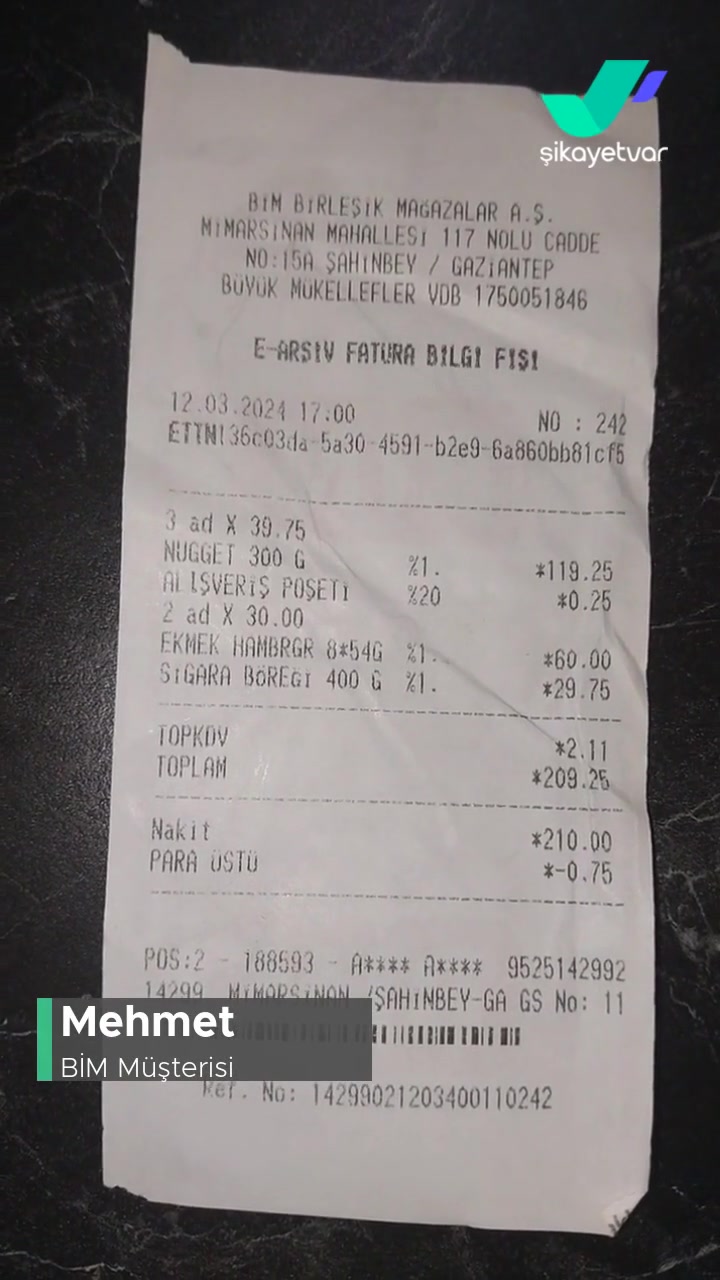 şikayetvar
BİM BİRLEŞİK MAĞAZALAR A.Ş.
MİMARSİNAN MAHALLESİ 117 NOLU CADDE
NO:15A ŞAHİNBEY / GAZİANTEP
BÜYÜK MÜKELLEFLER VDB 1750051846
E-ARŞİV FATURA BİLGİ FİŞİ
12.03.2024 17:00 NO : 242
ETTN:36c03da-5a30-4591-b2e9-6a860bb81cf5
3 ad X 39.75
NUGGET 300 G %1. *119.25
ALIŞVERİŞ POŞETİ %20 *0.25
2 ad X 30.00
EKMEK HAMBRGR 8*54G %1. *60.00
SİGARA BÖREĞİ 400 G %1. *29.75
TOPKDV *2.11
TOPLAM *209.25
Nakit *210.00
PARA ÜSTÜ *-0.75
POS:2 - i88593 - A**** A**** 9525142992
14299 MİMARSİNAN /ŞAHİNBEY-GA GS No: 11
Mehmet
BİM Müşterisi
Ref. No: 14299021203400110242